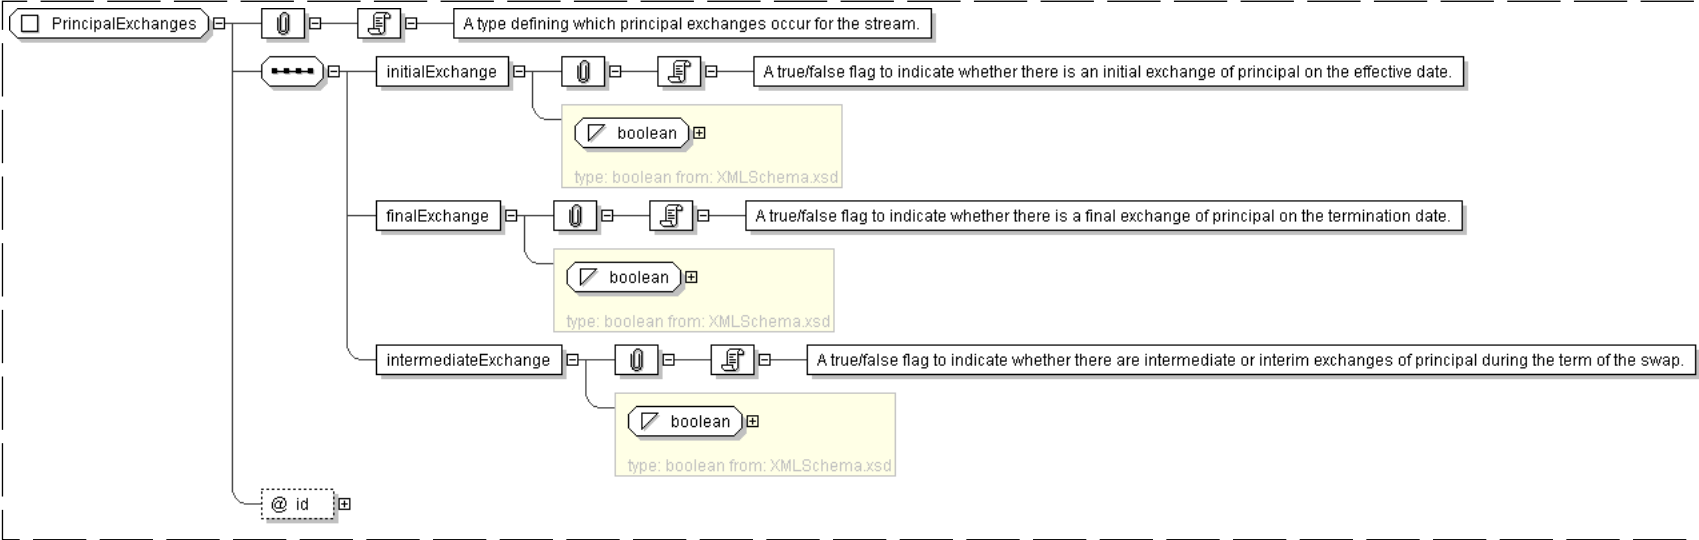 PrincipalExchanges
A type defining which principal exchanges occur for the stream.
initialExchange
A true/false flag to indicate whether there is an initial exchange of principal on the effective date.
boolean
type: boolean from: XMLSchema.xsd
finalExchange
A true/false flag to indicate whether there is a final exchange of principal on the termination date.
boolean
type: boolean from: XMLSchema.xsd
intermediateExchange
A true/false flag to indicate whether there are intermediate or interim exchanges of principal during the term of the swap.
boolean
type: boolean from: XMLSchema.xsd
@ id